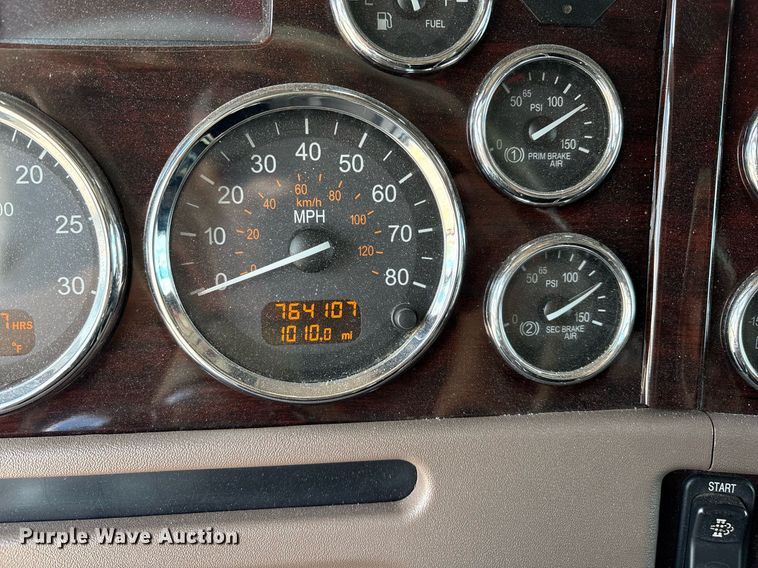 FUEL
50 65 100 150 0
PSI
(1) PRIM BRAKE
AIR
20
25
30
HRS
°F
0 10 20 30 40 50 60 70 80
0 40 60 80 100 120
km/h
MPH
764107
1010.0 mi
0 50 65 100 150
PSI
(2) SEC BRAKE
AIR
START
Purple Wave Auction